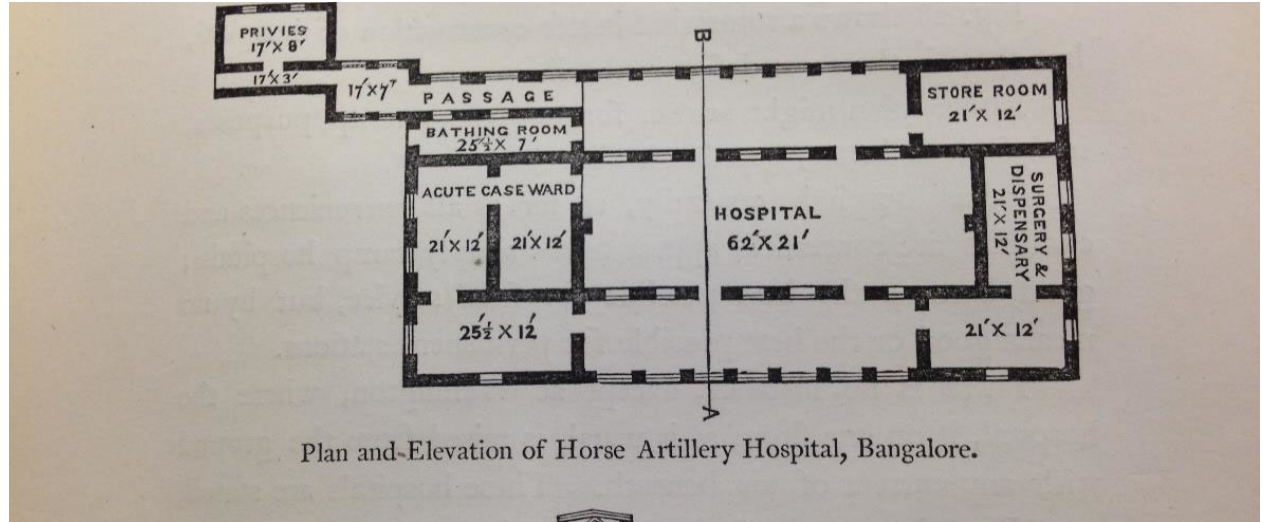 PRIVIES
17'X 8'
17'X 3'
17'X 7'
PASSAGE
BATHING ROOM
25½ X 7'
ACUTE CASE WARD
21'X 12'
21'X 12'
25'½ X 12'
B
HOSPITAL
62'X 21'
A
STORE ROOM
21'X 12'
SURGERY &
DISPENSARY
21'X 12'
21'X 12'
Plan and-Elevation of Horse Artillery Hospital, Bangalore.